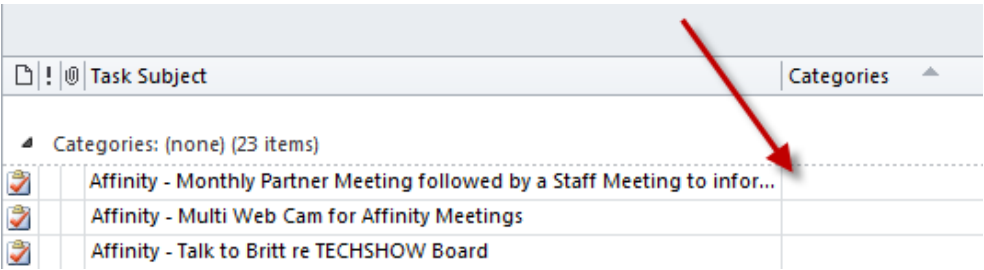 ! Task Subject Categories
Categories: (none) (23 items)
Affinity - Monthly Partner Meeting followed by a Staff Meeting to infor...
Affinity - Multi Web Cam for Affinity Meetings
Affinity - Talk to Britt re TECHSHOW Board